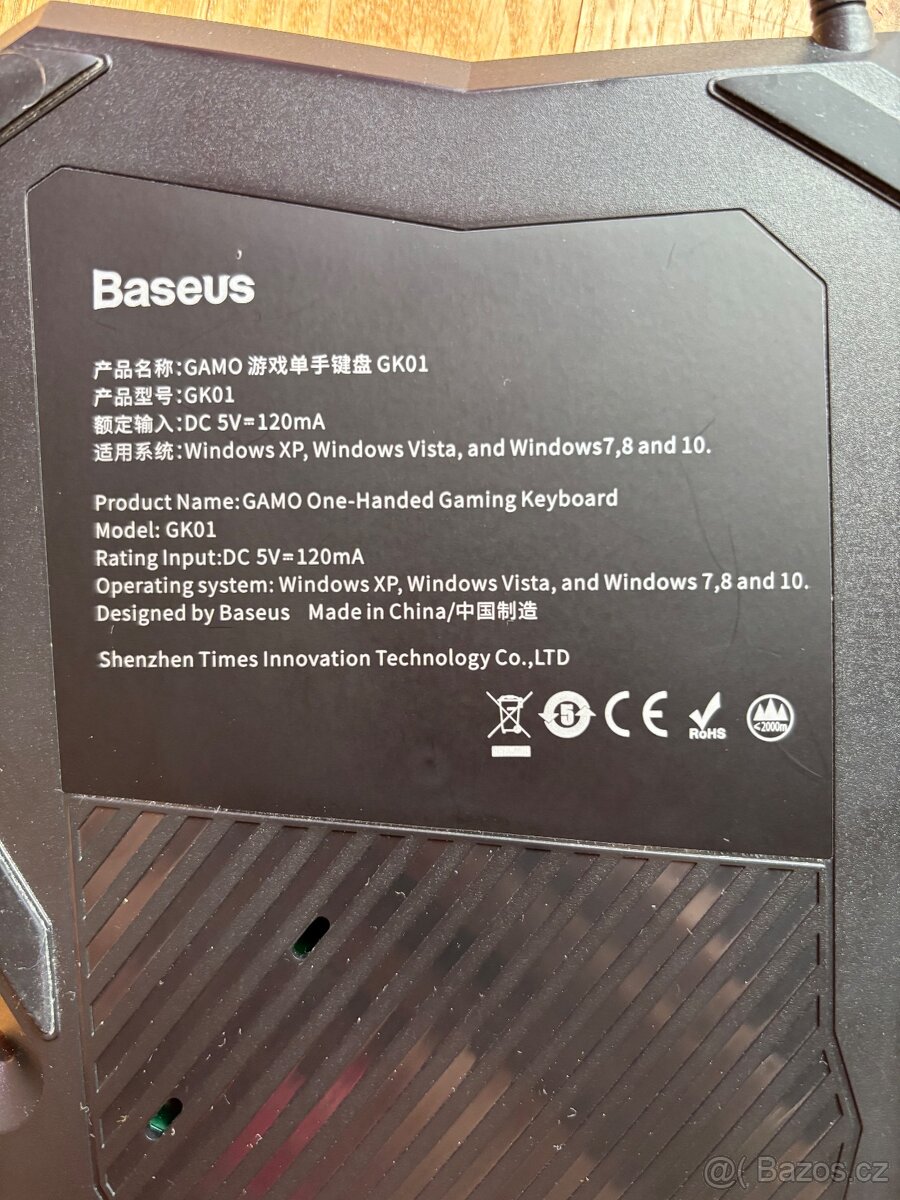 Baseus
产品名称:GAMO 游戏单手键盘 GK01
产品型号:GK01
额定输入:DC 5V=120mA
适用系统:Windows XP, Windows Vista, and Windows7,8 and 10.
Product Name:GAMO One-Handed Gaming Keyboard
Model: GK01
Rating Input:DC 5V=120mA
Operating system: Windows XP, Windows Vista, and Windows 7,8 and 10.
Designed by Baseus Made in China/中国制造
Shenzhen Times Innovation Technology Co.,LTD
5 CE RoHS <2000m
@( Bazos.cz